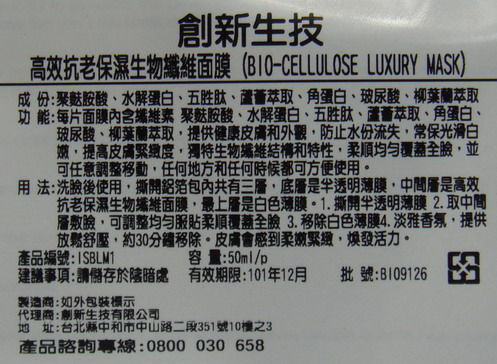 創新生技
高效抗老保濕生物纖維面膜 (BIO-CELLULOSE LUXURY MASK)
成 份:聚麩胺酸、水解蛋白、五胜肽、蘆薈萃取、角蛋白、玻尿酸、柳葉蘭萃取
功 能:每片面膜內含纖維素 聚麩胺酸、水解蛋白、五胜肽、蘆薈萃取、角蛋白、
玻尿酸、柳葉蘭萃取，提供健康皮膚和外觀，防止水份流失，常保光滑白
嫩，提高皮膚緊緻度，獨特生物纖維結構和特性，柔順均勻覆蓋全臉，並
可任意調整移動，任何地方和任何時候都可方便使用。
用 法:洗臉後使用，撕開鋁箔包內共有三層，底層是半透明薄膜，中間層是高效
抗老保濕生物纖維面膜，最上層是白色薄膜。1.撕開半透明薄膜 2.取中間
層敷臉，可調整均勻服貼柔順覆蓋全臉 3.移除白色薄膜4.淡雅香氛，提供
放鬆舒壓，約30分鐘移除。皮膚會感到柔嫩緊緻，煥發活力。
產品編號:ISBLM1 容 量:50ml/p
建議事項:請儲存於陰暗處 有效期限:101年12月 批 號:BI09126
製造商:如外包裝標示
代理商:創新生技有限公司
地 址:台北縣中和市中山路二段351號10樓之3
產品諮詢專線:0800 030 658